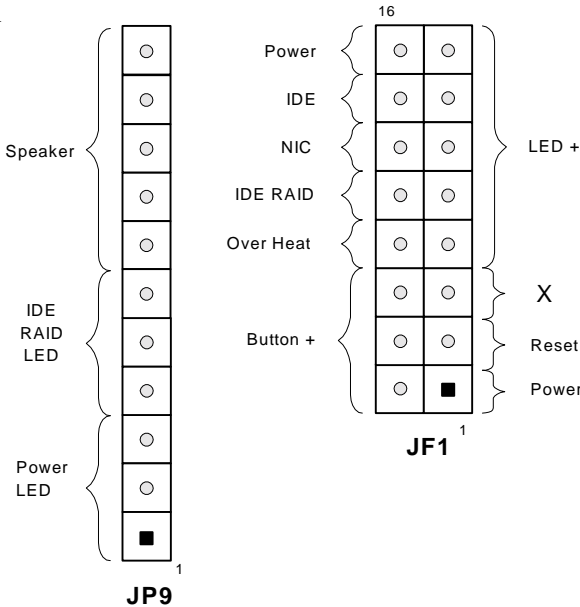 Speaker
IDE
RAID
LED
Power
LED
1
JP9
16
Power
IDE
NIC
IDE RAID
Over Heat
Button +
LED +
X
Reset
Power
1
JF1